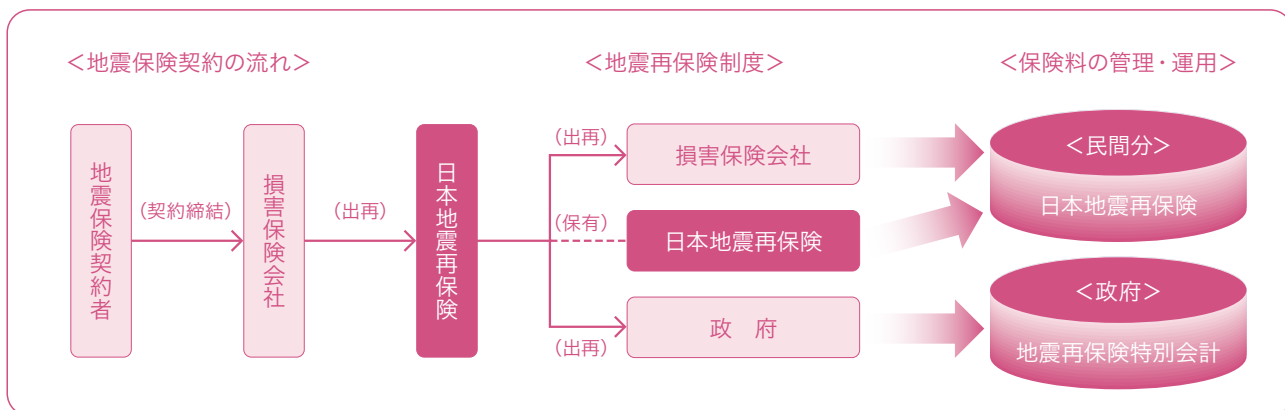 ＜地震保険契約の流れ＞
地震保険契約者
（契約締結）
損害保険会社
（出再）
日本地震再保険
＜地震再保険制度＞
（出再）
損害保険会社
（保有）
日本地震再保険
（出再）
政　府
＜保険料の管理・運用＞
＜民間分＞
日本地震再保険
＜政府＞
地震再保険特別会計